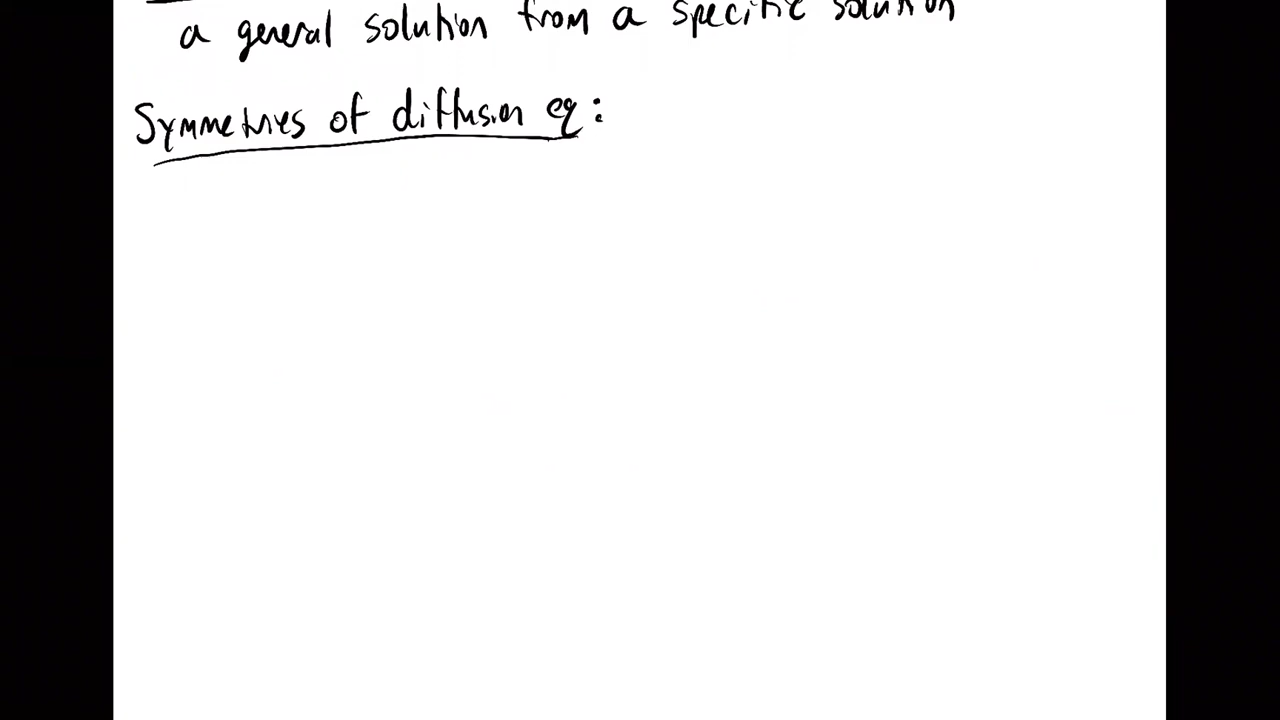 a general solution from a specific solution
Symmetries of diffusion eq: